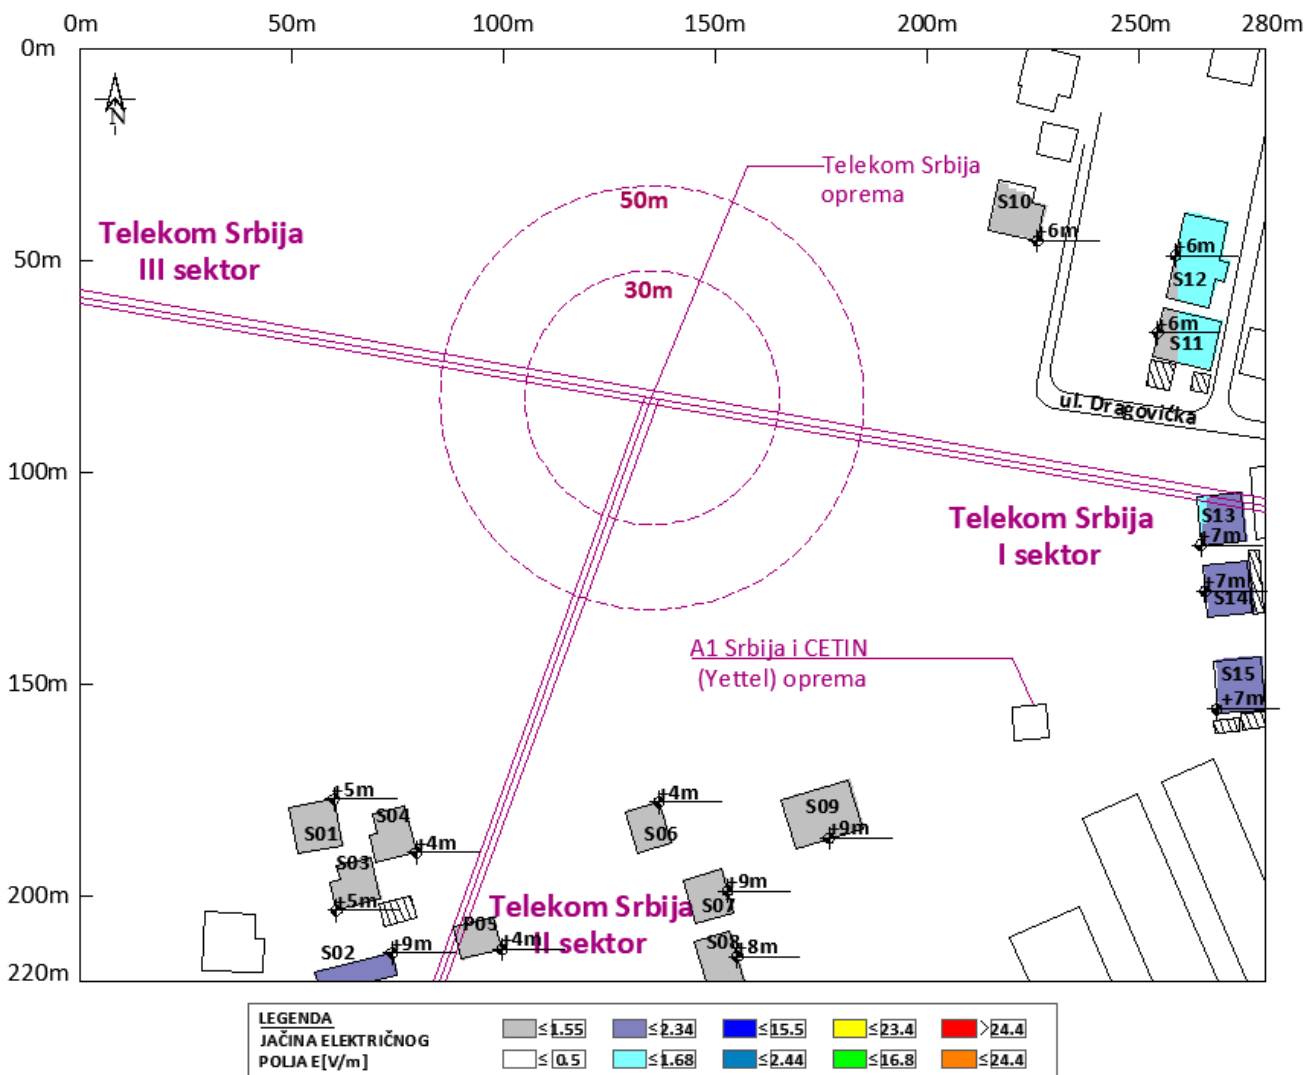 0m 50m 100m 150m 200m 250m 280m
0m
N
Telekom Srbija
oprema
50m
S10
+6m
Telekom Srbija
III sektor
+6m
S12
50m
30m
+6m
S11
ul. Dragovička
100m
Telekom Srbija
I sektor
S13
+7m
+7m
S14
A1 Srbija i CETIN
(Yettel) oprema
150m
S15
+7m
+5m
S01
S04
+4m
+4m
S06
S09
+9m
S03
+5m
200m
+9m
S07
Telekom Srbija
II sektor
P05
+4m
S02
+9m
S08
+8m
220m
LEGENDA
JAČINA ELEKTRIČNOG
POLJA E[V/m]
≤1.55 ≤2.34 ≤15.5 ≤23.4 >24.4
≤0.5 ≤1.68 ≤2.44 ≤16.8 ≤24.4